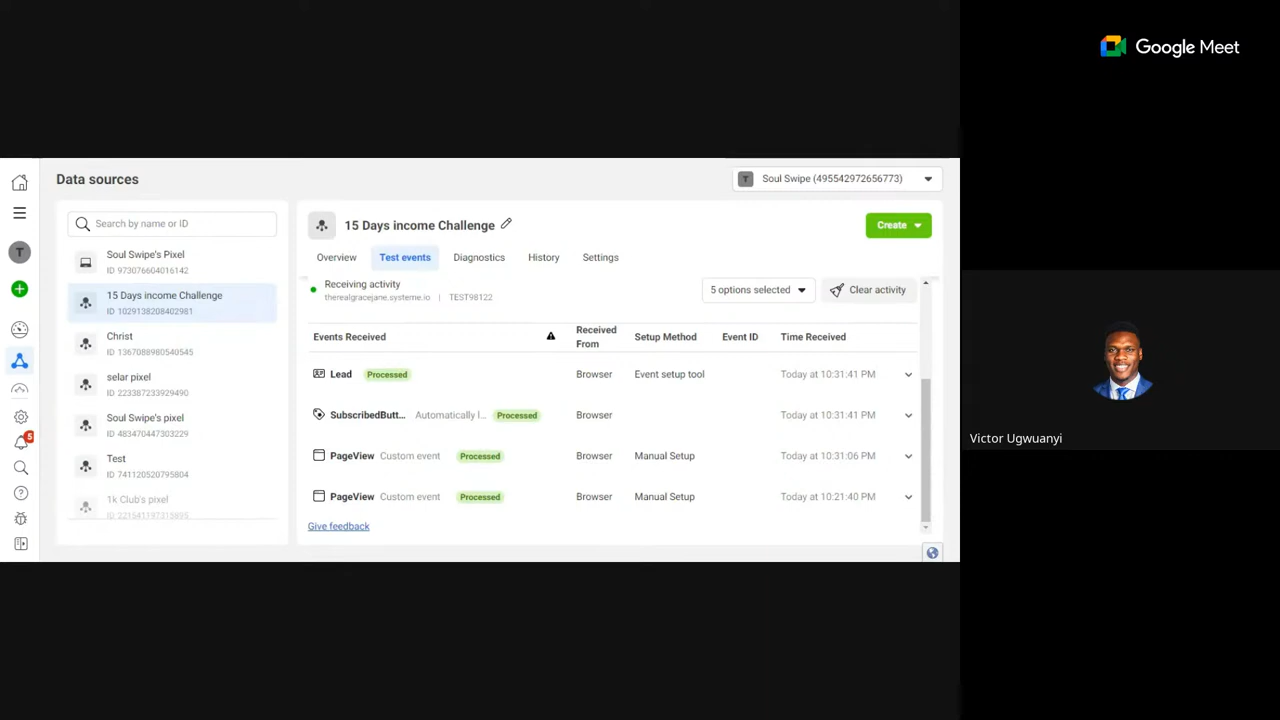 Google Meet
Data sources
T Soul Swipe (495542972656773)
Search by name or ID
Soul Swipe's Pixel
ID 973076604016142
15 Days income Challenge
ID 1029138208402981
Christ
ID 1367088980540545
selar pixel
ID 223387233929490
Soul Swipe's pixel
ID 483470447303229
Test
ID 741120520795804
1k Club's pixel
ID 221541197315895
T
5
15 Days income Challenge
Create
Overview Test events Diagnostics History Settings
Receiving activity
therealgracejane.systeme.io | TEST98122
5 options selected Clear activity
Events Received Received From Setup Method Event ID Time Received
Lead Processed Browser Event setup tool Today at 10:31:41 PM
SubscribedButt... Automatically l... Processed Browser Today at 10:31:41 PM
PageView Custom event Processed Browser Manual Setup Today at 10:31:06 PM
PageView Custom event Processed Browser Manual Setup Today at 10:21:40 PM
Give feedback
Victor Ugwuanyi